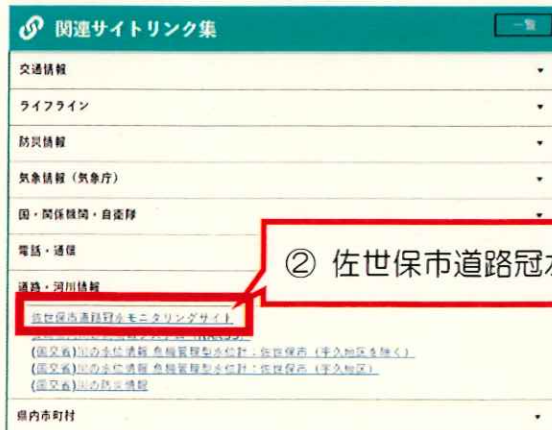 関連サイトリンク集
一覧
交通情報
ライフライン
防災情報
気象情報（気象庁）
国・関係機関・自衛隊
電話・通信
② 佐世保市道路冠水
道路・河川情報
佐世保市道路冠水モニタリングサイト
(国交省)川の水位情報 危機管理型水位計：佐世保市（宇久地区を除く）
(国交省)川の水位情報 危機管理型水位計：佐世保市（宇久地区）
(国交省)川の防災情報
県内市町村